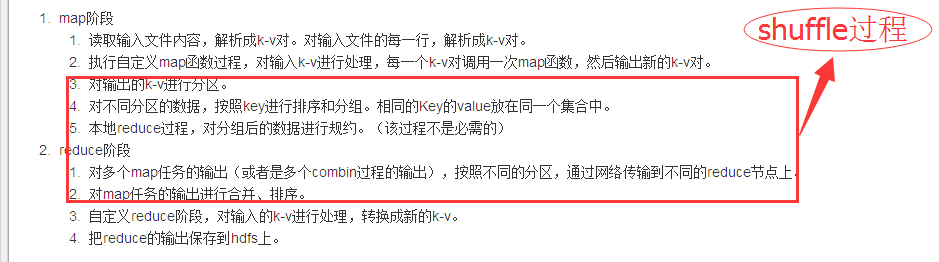 1. map阶段
shuffle过程
1. 读取输入文件内容，解析成k-v对。对输入文件的每一行，解析成k-v对。
2. 执行自定义map函数过程，对输入k-v进行处理，每一个k-v对调用一次map函数，然后输出新的k-v对。
3. 对输出的k-v进行分区。
4. 对不同分区的数据，按照key进行排序和分组。相同的Key的value放在同一个集合中。
5. 本地reduce过程，对分组后的数据进行规约。（该过程不是必需的）
2. reduce阶段
1. 对多个map任务的输出（或者是多个combin过程的输出），按照不同的分区，通过网络传输到不同的reduce节点上。
2. 对map任务的输出进行合并、排序。
3. 自定义reduce阶段，对输入的k-v进行处理，转换成新的k-v。
4. 把reduce的输出保存到hdfs上。